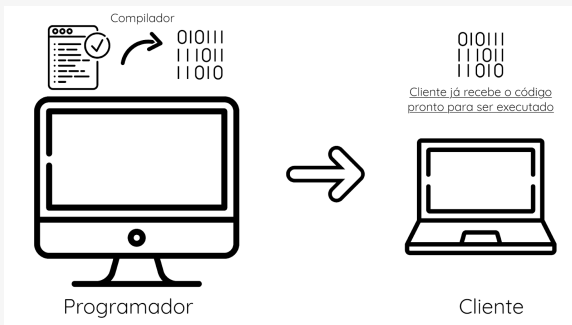 Compilador
010111
111011
11010
010111
111011
11010
Cliente já recebe o código
pronto para ser executado
Programador
Cliente